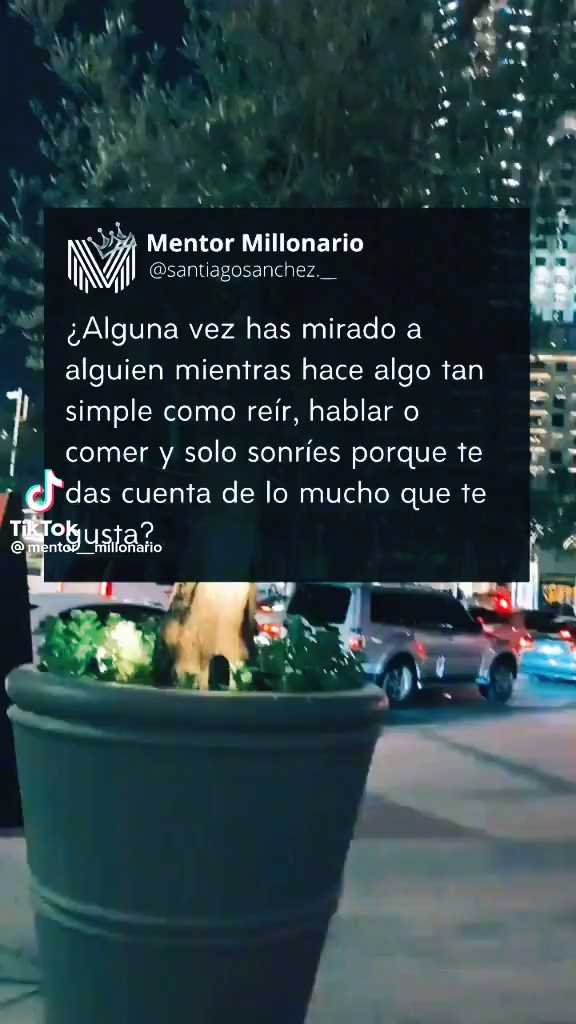 Mentor Millonario
@santiagosanchez.__
¿Alguna vez has mirado a
alguien mientras hace algo tan
simple como reír, hablar o
comer y solo sonríes porque te
das cuenta de lo mucho que te
gusta?
TikTok
@mentor__millonario